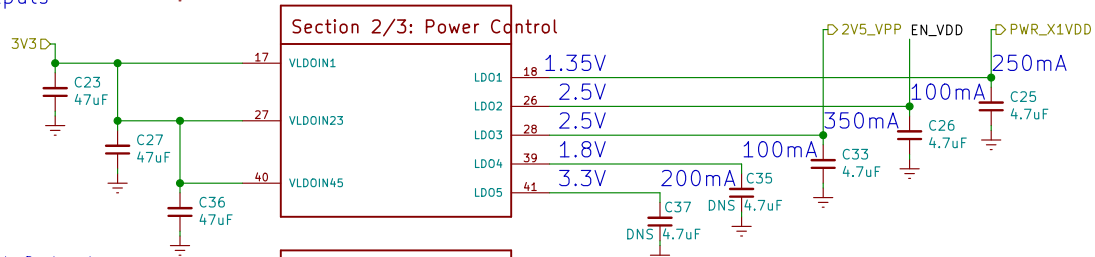 Section 2/3: Power Control
3V3
2V5_VPP
EN_VDD
PWR_X1VDD
17
VLDOIN1
LDO1
18
1.35V
250mA
C23
47uF
C25
4.7uF
27
VLDOIN23
LDO2
26
2.5V
100mA
C26
4.7uF
C27
47uF
LDO3
28
2.5V
350mA
C33
4.7uF
LDO4
39
1.8V
100mA
C35
DNS 4.7uF
40
VLDOIN45
LDO5
41
3.3V
200mA
C36
47uF
C37
DNS 4.7uF